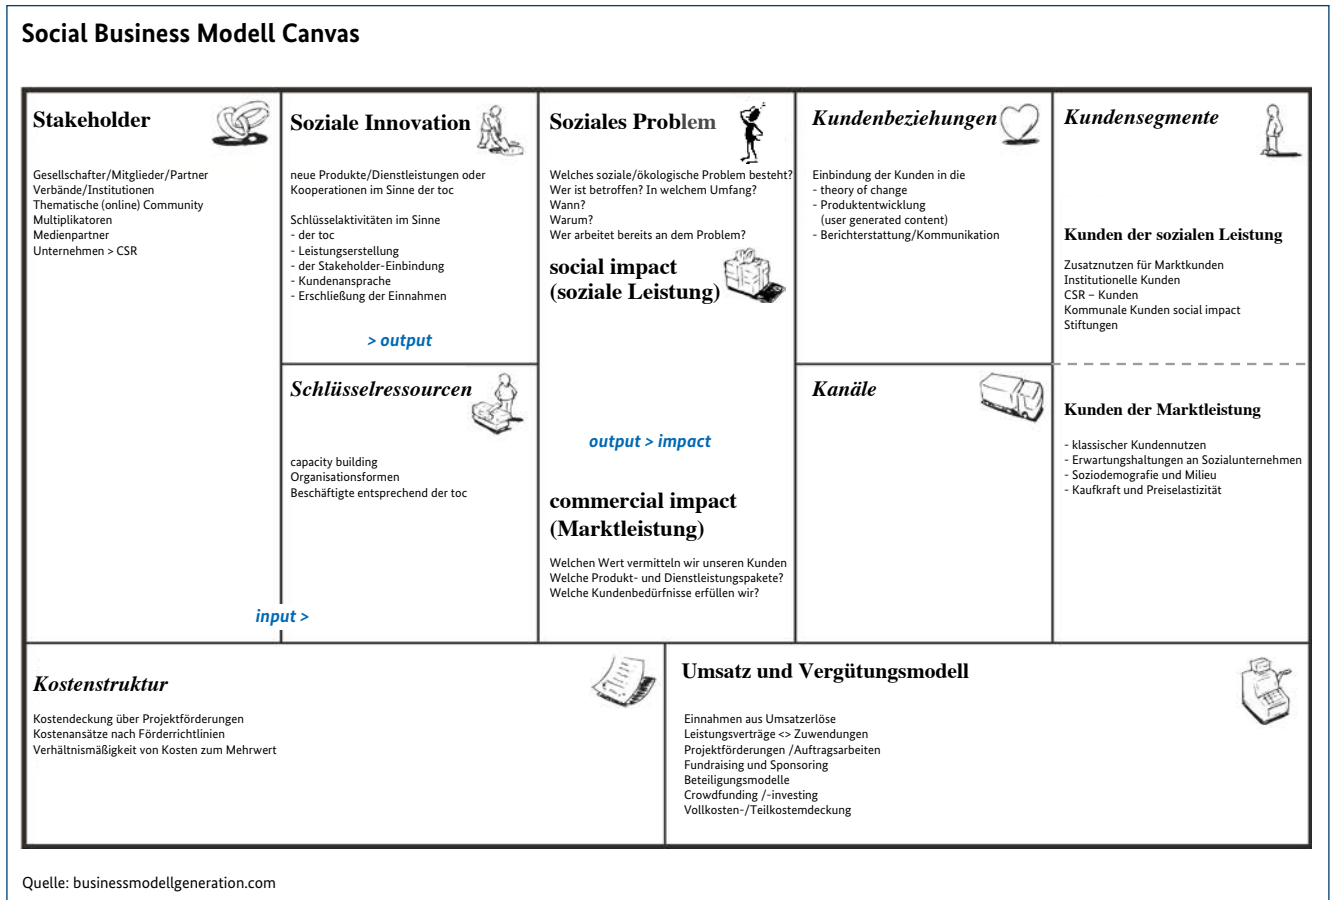 Social Business Modell Canvas
Stakeholder
Gesellschafter/Mitglieder/Partner
Verbände/Institutionen
Thematische (online) Community
Multiplikatoren
Medienpartner
Unternehmen > CSR
input >
Soziale Innovation
neue Produkte/Dienstleistungen oder
Kooperationen im Sinne der toc
Schlüsselaktivitäten im Sinne
- der toc
- Leistungserstellung
- der Stakeholder-Einbindung
- Kundenansprache
- Erschließung der Einnahmen
> output
Schlüsselressourcen
capacity building
Organisationsformen
Beschäftigte entsprechend der toc
Soziales Problem
Welches soziale/ökologische Problem besteht?
Wer ist betroffen? In welchem Umfang?
Wann?
Warum?
Wer arbeitet bereits an dem Problem?
social impact
(soziale Leistung)
output > impact
commercial impact
(Marktleistung)
Welchen Wert vermitteln wir unseren Kunden
Welche Produkt- und Dienstleistungspakete?
Welche Kundenbedürfnisse erfüllen wir?
Kundenbeziehungen
Einbindung der Kunden in die
- theory of change
- Produktentwicklung
(user generated content)
- Berichterstattung/Kommunikation
Kanäle
Kundensegmente
Kunden der sozialen Leistung
Zusatznutzen für Marktkunden
Institutionelle Kunden
CSR – Kunden
Kommunale Kunden social impact
Stiftungen
Kunden der Marktleistung
- klassischer Kundennutzen
- Erwartungshaltungen an Sozialunternehmen
- Soziodemografie und Milieu
- Kaufkraft und Preiselastizität
Kostenstruktur
Kostendeckung über Projektförderungen
Kostenansätze nach Förderrichtlinien
Verhältnismäßigkeit von Kosten zum Mehrwert
Umsatz und Vergütungsmodell
Einnahmen aus Umsatzerlöse
Leistungsverträge <> Zuwendungen
Projektförderungen /Auftragsarbeiten
Fundraising und Sponsoring
Beteiligungsmodelle
Crowdfunding /-investing
Vollkosten-/Teilkostemdeckung
Quelle: businessmodellgeneration.com